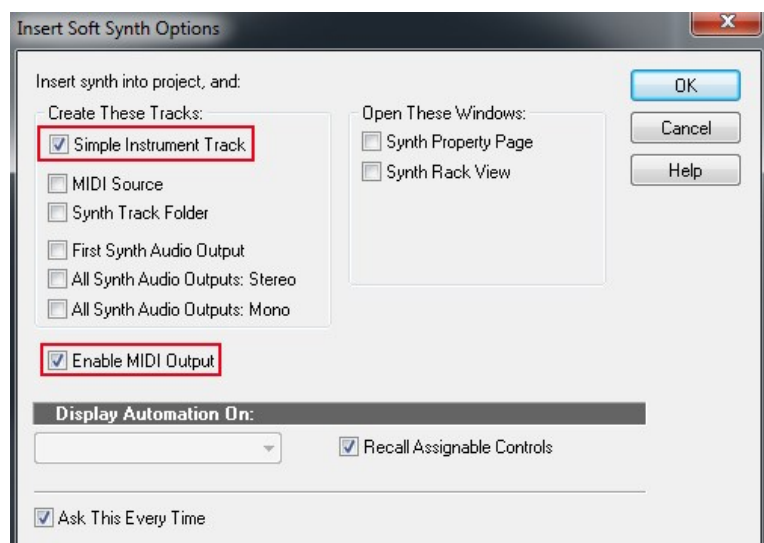 Insert Soft Synth Options
Insert synth into project, and:
Create These Tracks:
Simple Instrument Track
MIDI Source
Synth Track Folder
First Synth Audio Output
All Synth Audio Outputs: Stereo
All Synth Audio Outputs: Mono
Enable MIDI Output
Open These Windows:
Synth Property Page
Synth Rack View
OK
Cancel
Help
Display Automation On:
Recall Assignable Controls
Ask This Every Time